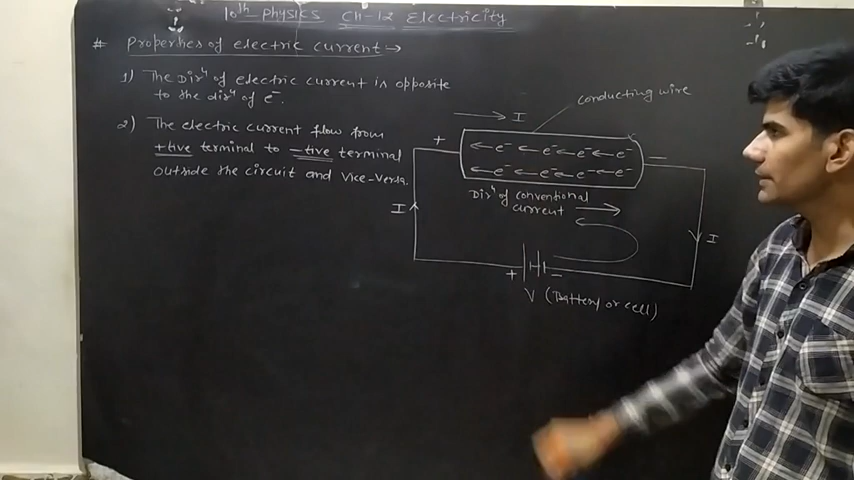 10th Physics Ch-12 Electricity
# Properties of electric current →
1) The Dirⁿ of electric current is opposite
to the dirⁿ of e⁻.
2) The electric current flow from
+tive terminal to -tive terminal
outside the circuit and vice-versa.
conducting wire
→ I
+
-
← e⁻ ← e⁻ ← e⁻ ← e⁻
← e⁻ ← e⁻ ← e⁻ ← e⁻
Dirⁿ of conventional
current →
I
I
+
-
V (Battery or cell)